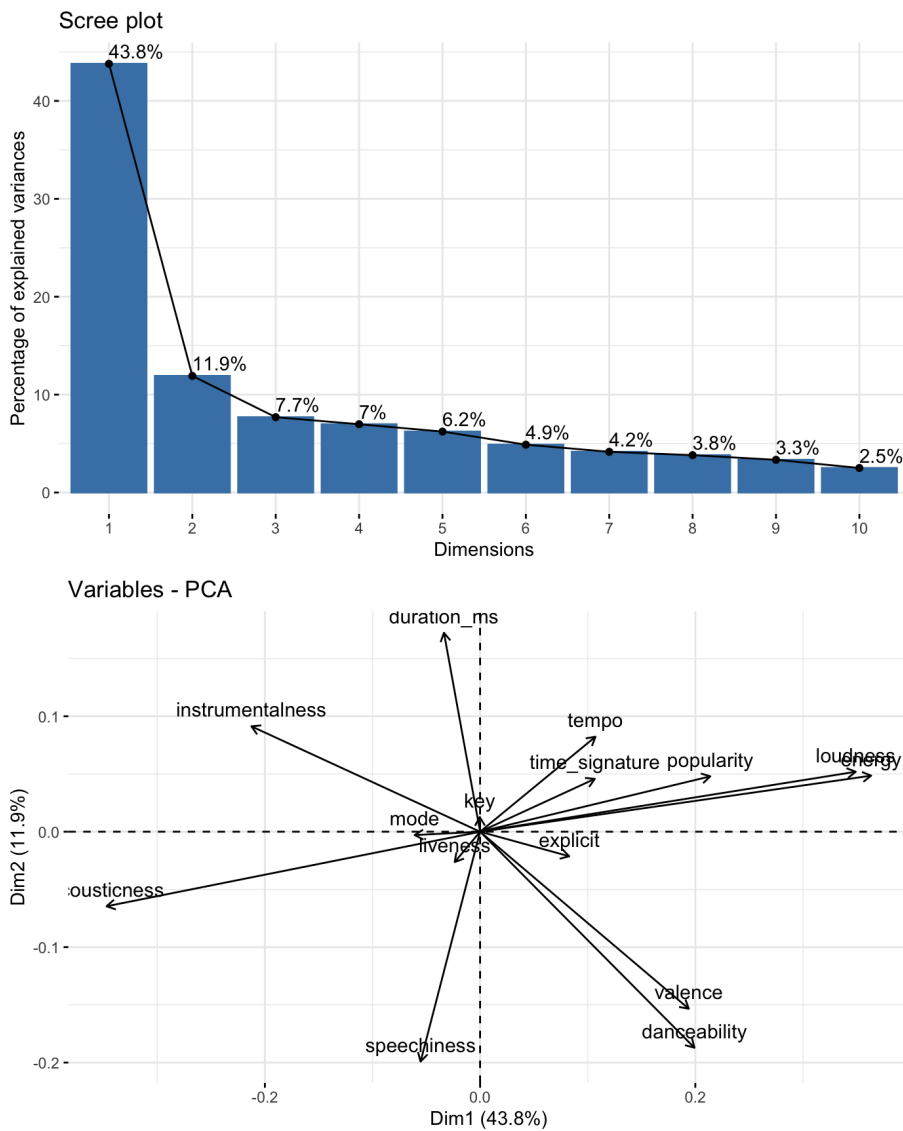 Scree plot
43.8%
40
30
20
11.9%
10
7.7%
7%
6.2%
4.9%
4.2%
3.8%
3.3%
2.5%
0
Percentage of explained variances
1 2 3 4 5 6 7 8 9 10
Dimensions
Variables - PCA
duration_ms
instrumentalness
0.1
tempo
time_signature
popularity
loudness
energy
key
mode
0.0
liveness
explicit
cousticness
-0.1
valence
danceability
speechiness
-0.2
Dim2 (11.9%)
-0.2 0.0 0.2
Dim1 (43.8%)